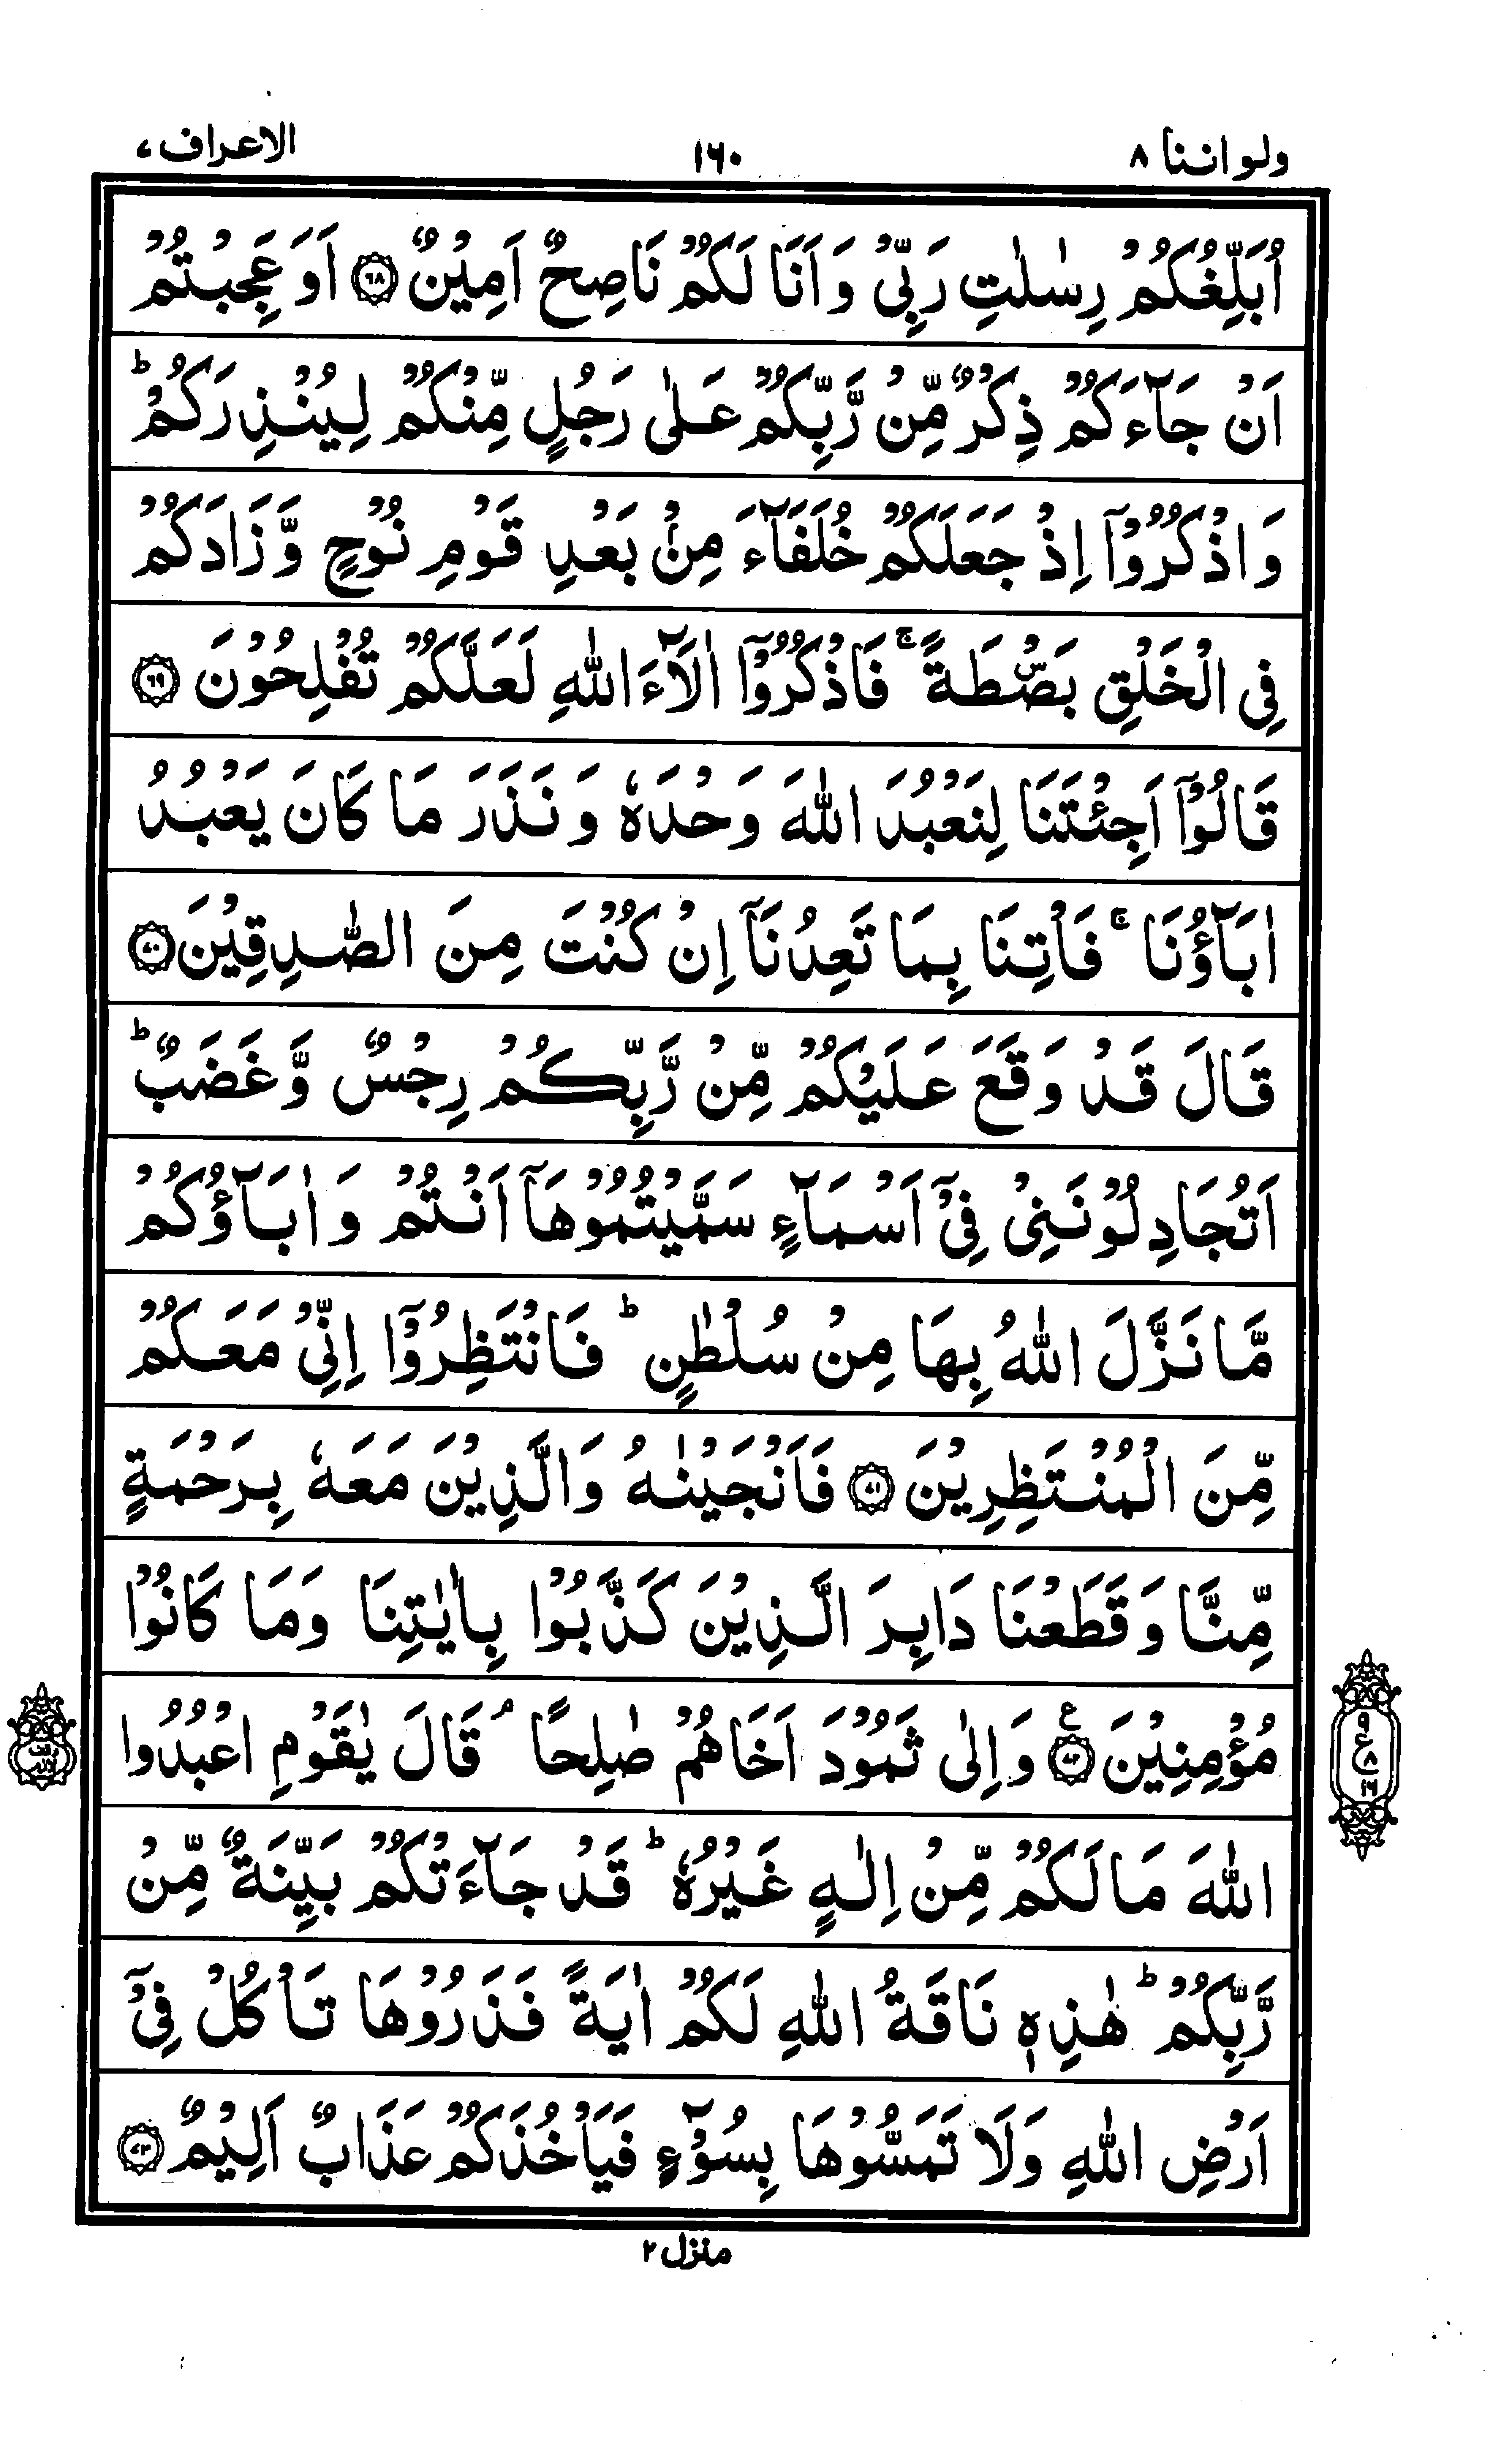 ولو اننا ٨
١٦٠
الاعراف ٧
اُبَلِّغُكُمْ رِسٰلٰتِ رَبِّیْ وَ اَنَا لَكُمْ نَاصِحٌ اَمِیْنٌ ﴿٦٨﴾ اَوَ عَجِبْتُمْ
اَنْ جَآءَكُمْ ذِكْرٌ مِّنْ رَّبِّكُمْ عَلٰی رَجُلٍ مِّنْكُمْ لِیُنْذِرَكُمْ ؕ
وَ اذْكُرُوْۤا اِذْ جَعَلَكُمْ خُلَفَآءَ مِنْۢ بَعْدِ قَوْمِ نُوْحٍ وَّ زَادَكُمْ
فِی الْخَلْقِ بَصْۜطَةً ۚ فَاذْكُرُوْۤا اٰلَآءَ اللّٰهِ لَعَلَّكُمْ تُفْلِحُوْنَ ﴿٦٩﴾
قَالُوْۤا اَجِئْتَنَا لِنَعْبُدَ اللّٰهَ وَحْدَهٗ وَ نَذَرَ مَا كَانَ یَعْبُدُ
اٰبَآؤُنَا ۚ فَاْتِنَا بِمَا تَعِدُنَاۤ اِنْ كُنْتَ مِنَ الصّٰدِقِیْنَ ﴿٧٠﴾
قَالَ قَدْ وَقَعَ عَلَیْكُمْ مِّنْ رَّبِّكُمْ رِجْسٌ وَّ غَضَبٌ ؕ
اَتُجَادِلُوْنَنِیْ فِیْۤ اَسْمَآءٍ سَمَّیْتُمُوْهَاۤ اَنْتُمْ وَ اٰبَآؤُكُمْ
مَّا نَزَّلَ اللّٰهُ بِهَا مِنْ سُلْطٰنٍ ؕ فَانْتَظِرُوْۤا اِنِّیْ مَعَكُمْ
مِّنَ الْمُنْتَظِرِیْنَ ﴿٧١﴾ فَاَنْجَیْنٰهُ وَ الَّذِیْنَ مَعَهٗ بِرَحْمَةٍ
مِّنَّا وَ قَطَعْنَا دَابِرَ الَّذِیْنَ كَذَّبُوْا بِاٰیٰتِنَا وَ مَا كَانُوْا
مُؤْمِنِیْنَ ﴿٧٢﴾ ع وَ اِلٰی ثَمُوْدَ اَخَاهُمْ صٰلِحًا ۘ قَالَ یٰقَوْمِ اعْبُدُوا
اللّٰهَ مَا لَكُمْ مِّنْ اِلٰهٍ غَیْرُهٗ ؕ قَدْ جَآءَتْكُمْ بَیِّنَةٌ مِّنْ
رَّبِّكُمْ ؕ هٰذِهٖ نَاقَةُ اللّٰهِ لَكُمْ اٰیَةً فَذَرُوْهَا تَاْكُلْ فِیْۤ
اَرْضِ اللّٰهِ وَ لَا تَمَسُّوْهَا بِسُوْٓءٍ فَیَاْخُذَكُمْ عَذَابٌ اَلِیْمٌ ﴿٧٣﴾
منزل ٢